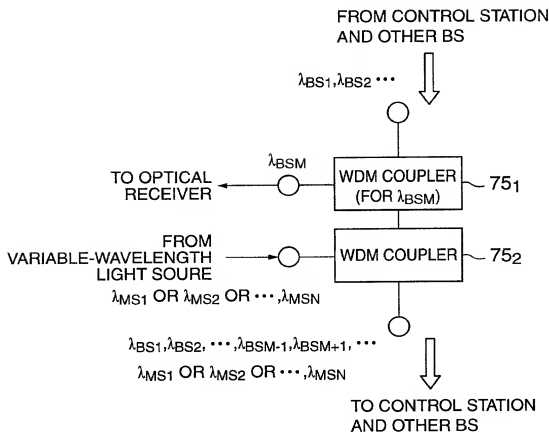 FROM CONTROL STATION
AND OTHER BS
λBS1,λBS2 ···
λBSM
TO OPTICAL
RECEIVER
WDM COUPLER
(FOR λBSM)
75₁
FROM
VARIABLE-WAVELENGTH
LIGHT SOURE
WDM COUPLER
75₂
λMS1 OR λMS2 OR ···,λMSN
λBS1,λBS2, ···,λBSM-1,λBSM+1, ···
λMS1 OR λMS2 OR ···,λMSN
TO CONTROL STATION
AND OTHER BS